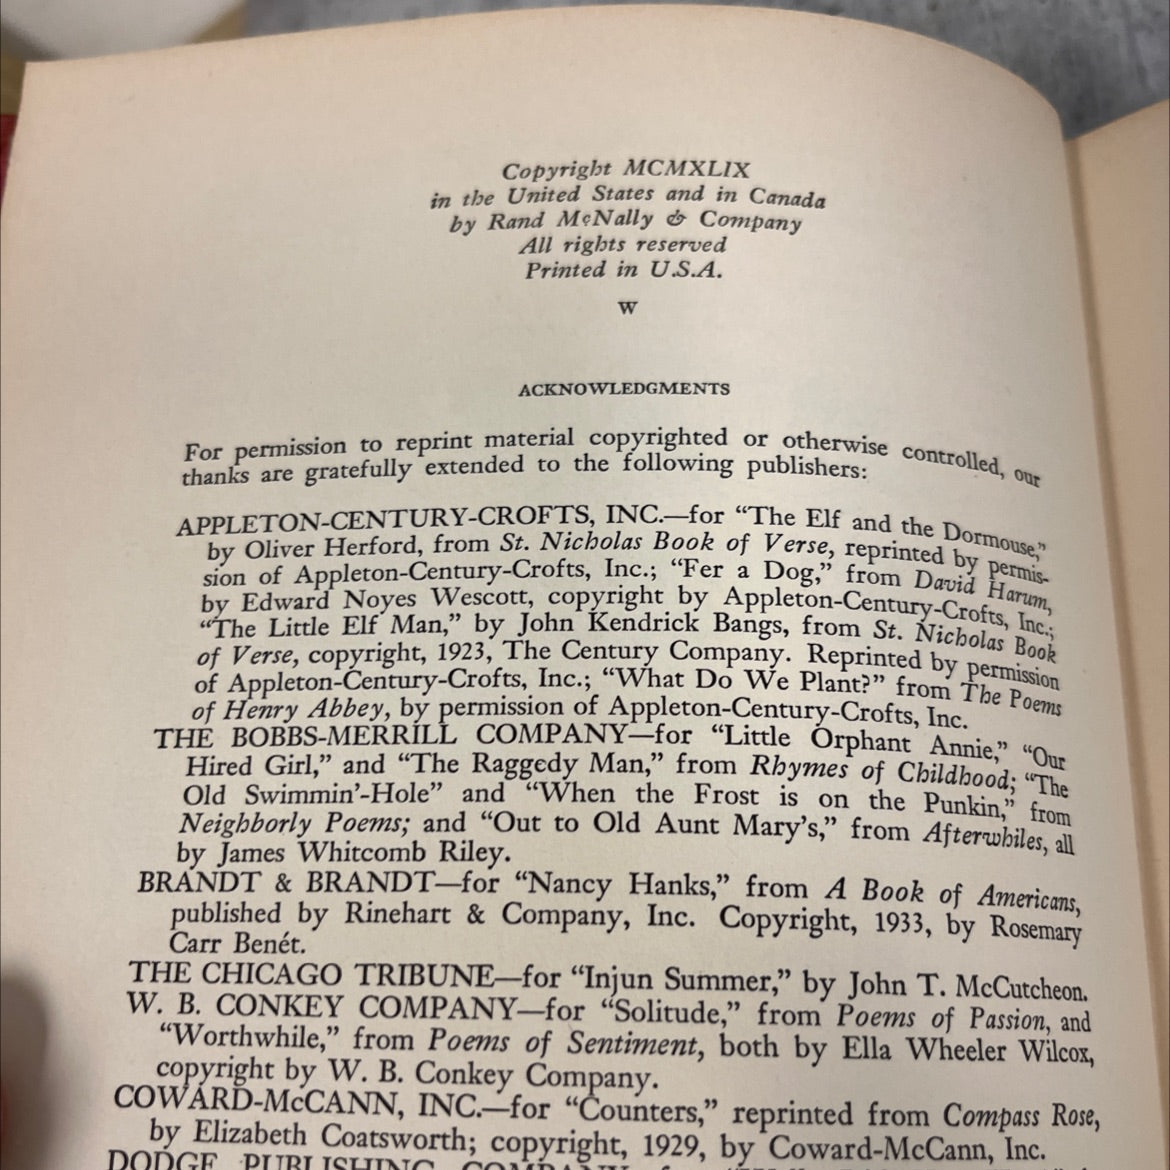 Copyright MCMXLIX
in the United States and in Canada
by Rand McNally & Company
All rights reserved
Printed in U.S.A.
W
ACKNOWLEDGMENTS
For permission to reprint material copyrighted or otherwise controlled, our
thanks are gratefully extended to the following publishers:
APPLETON-CENTURY-CROFTS, INC.—for “The Elf and the Dormouse,”
by Oliver Herford, from St. Nicholas Book of Verse, reprinted by permis-
sion of Appleton-Century-Crofts, Inc.; “Fer a Dog,” from David Harum,
by Edward Noyes Wescott, copyright by Appleton-Century-Crofts, Inc.;
“The Little Elf Man,” by John Kendrick Bangs, from St. Nicholas Book
of Verse, copyright, 1923, The Century Company. Reprinted by permission
of Appleton-Century-Crofts, Inc.; “What Do We Plant?” from The Poems
of Henry Abbey, by permission of Appleton-Century-Crofts, Inc.
THE BOBBS-MERRILL COMPANY—for “Little Orphant Annie,” “Our
Hired Girl,” and “The Raggedy Man,” from Rhymes of Childhood; “The
Old Swimmin’-Hole” and “When the Frost is on the Punkin,” from
Neighborly Poems; and “Out to Old Aunt Mary’s,” from Afterwhiles, all
by James Whitcomb Riley.
BRANDT & BRANDT—for “Nancy Hanks,” from A Book of Americans,
published by Rinehart & Company, Inc. Copyright, 1933, by Rosemary
Carr Benét.
THE CHICAGO TRIBUNE—for “Injun Summer,” by John T. McCutcheon.
W. B. CONKEY COMPANY—for “Solitude,” from Poems of Passion, and
“Worthwhile,” from Poems of Sentiment, both by Ella Wheeler Wilcox,
copyright by W. B. Conkey Company.
COWARD-McCANN, INC.—for “Counters,” reprinted from Compass Rose,
by Elizabeth Coatsworth; copyright, 1929, by Coward-McCann, Inc.
DODGE PUBLISHING COMPANY